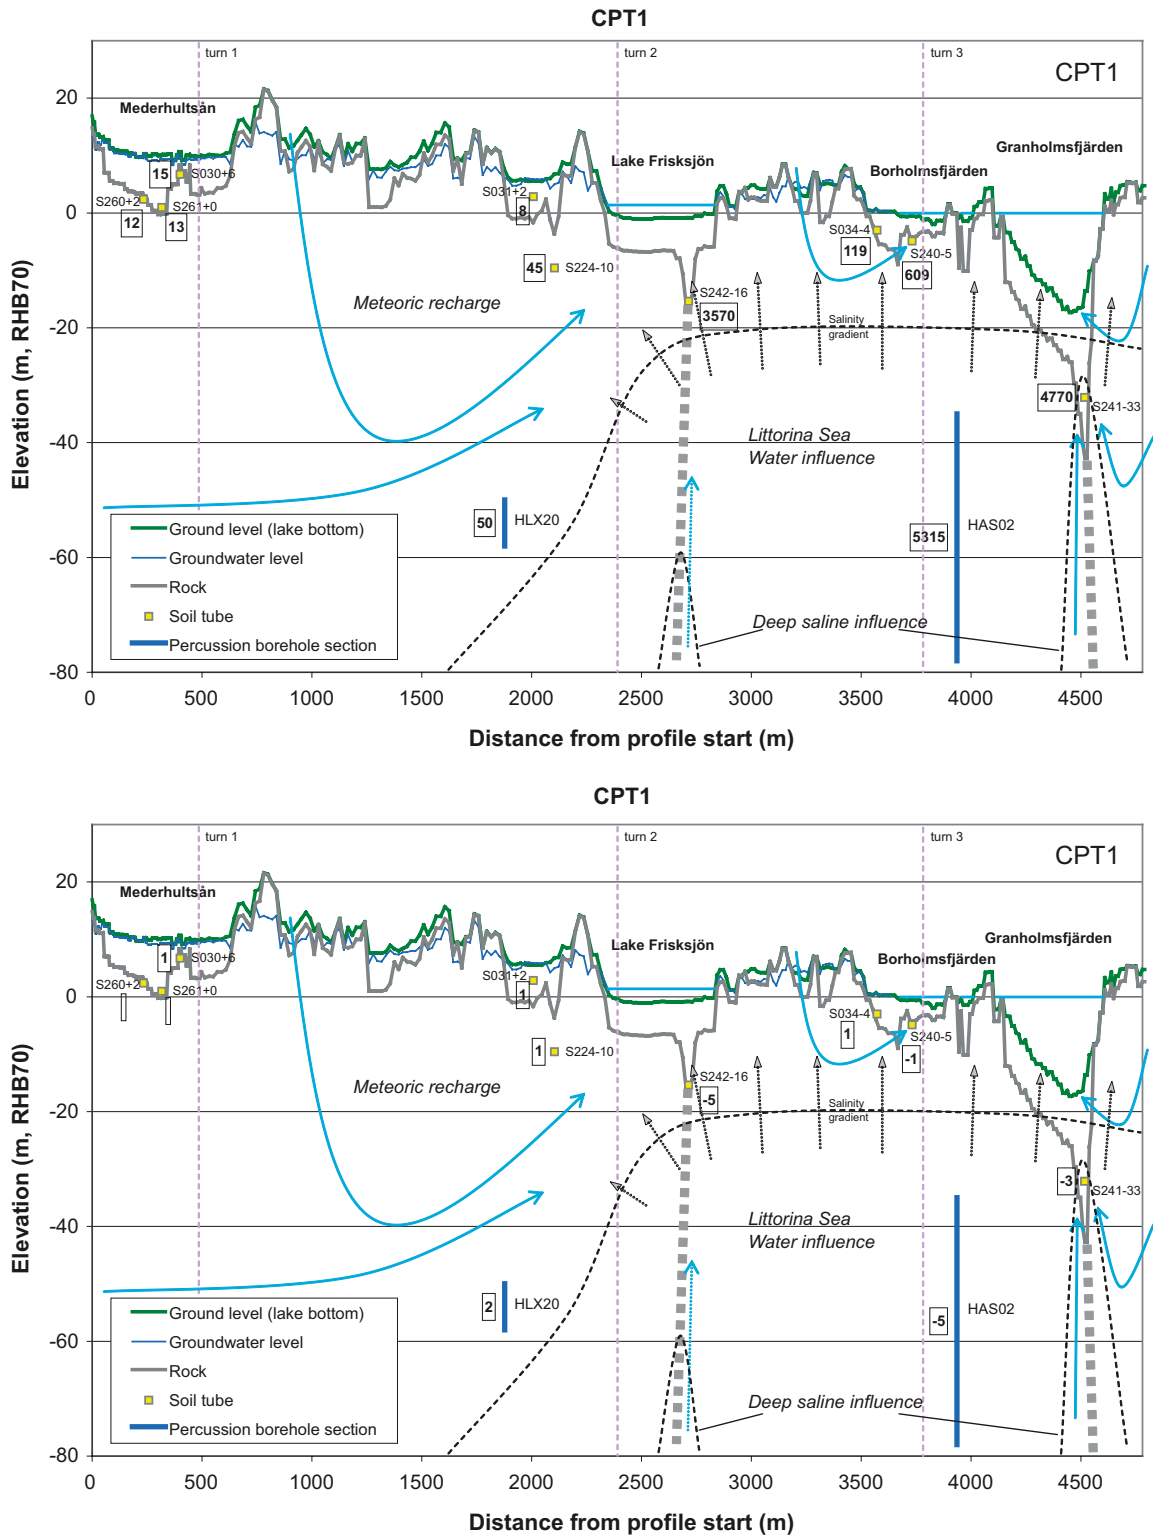 CPT1
turn 1
turn 2
turn 3
CPT1
20
Mederhultsån
Granholmsfjärden
Lake Frisksjön
Borholmsfjärden
15
S030+6
S031+2
S260+2
S261+0
8
0
12
13
S034-4
119
S240-5
609
45
S224-10
Meteoric recharge
S242-16
3570
Salinity
gradient
-20
4770
S241-33
-40
Littorina Sea
Water influence
50
HLX20
5315
HAS02
Ground level (lake bottom)
Groundwater level
Rock
Soil tube
Percussion borehole section
-60
Deep saline influence
-80
0
500
1000
1500
2000
2500
3000
3500
4000
4500
Elevation (m, RHB70)
Distance from profile start (m)
CPT1
turn 1
turn 2
turn 3
CPT1
20
Mederhultsån
Granholmsfjärden
Lake Frisksjön
Borholmsfjärden
1
S030+6
S031+2
S260+2
S261+0
1
0
S034-4
1
S240-5
-1
1
S224-10
Meteoric recharge
S242-16
-5
Salinity
gradient
-20
-3
S241-33
-40
Littorina Sea
Water influence
2
HLX20
-5
HAS02
Ground level (lake bottom)
Groundwater level
Rock
Soil tube
Percussion borehole section
-60
Deep saline influence
-80
0
500
1000
1500
2000
2500
3000
3500
4000
4500
Elevation (m, RHB70)
Distance from profile start (m)